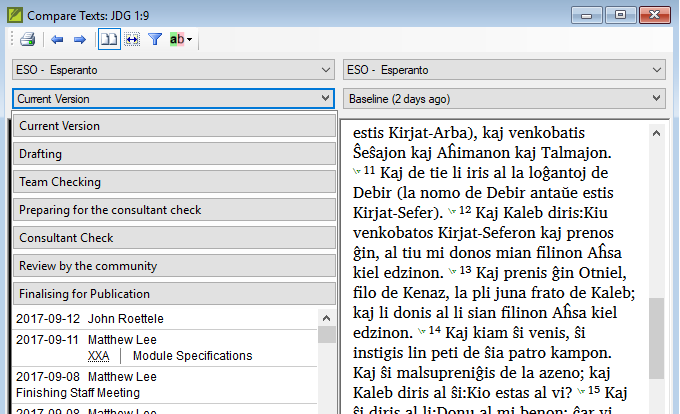 Compare Texts: JDG 1:9
ab
ESO - Esperanto
ESO - Esperanto
Current Version
Baseline (2 days ago)
Current Version
Drafting
Team Checking
Preparing for the consultant check
Consultant Check
Review by the community
Finalising for Publication
2017-09-12 John Roettele
2017-09-11 Matthew Lee
XXA Module Specifications
2017-09-08 Matthew Lee
Finishing Staff Meeting
2017-09-08 Matthew Lee
estis Kirjat-Arba), kaj venkobatis
Ŝeŝajon kaj Aĥimanon kaj Talmajon.
11 Kaj de tie li iris al la loĝantoj de
Debir (la nomo de Debir antaŭe estis
Kirjat-Sefer). 12 Kaj Kaleb diris:Kiu
venkobatos Kirjat-Seferon kaj prenos
ĝin, al tiu mi donos mian filinon Aĥsa
kiel edzinon. 13 Kaj prenis ĝin Otniel,
filo de Kenaz, la pli juna frato de Kaleb;
kaj li donis al li sian filinon Aĥsa kiel
edzinon. 14 Kaj kiam ŝi venis, ŝi
instigis lin peti de ŝia patro kampon.
Kaj ŝi malsupreniĝis de la azeno; kaj
Kaleb diris al ŝi:Kio estas al vi? 15 Kaj
ŝi diris al li:Donu al mi benon; ĉar vi